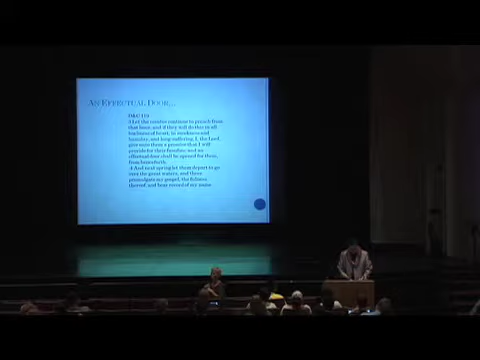 AN EFFECTUAL DOOR...
D&C 118
3 Let the residue continue to preach from
that hour, and if they will do this in all
lowliness of heart, in meekness and
humility, and long-suffering, I, the Lord,
give unto them a promise that I will
provide for their families; and an
effectual door shall be opened for them,
from henceforth.
4 And next spring let them depart to go
over the great waters, and there
promulgate my gospel, the fulness
thereof, and bear record of my name.